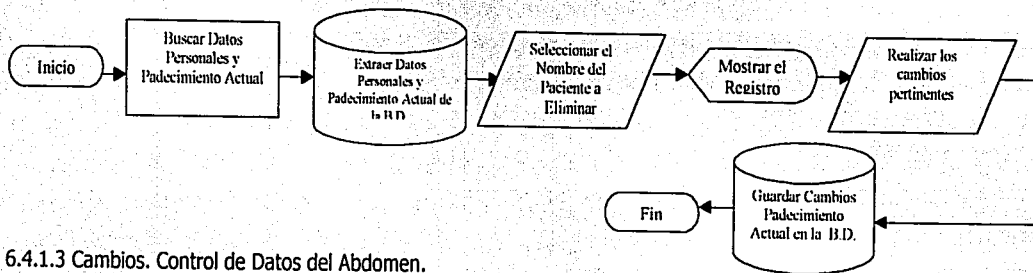 Inicio
Buscar Datos
Personales y
Padecimiento Actual
Extraer Datos
Personales y
Padecimiento Actual de
la B.D.
Seleccionar el
Nombre del
Paciente a
Eliminar
Mostrar el
Registro
Realizar los
cambios
pertinentes
Guardar Cambios
Padecimiento
Actual en la B.D.
Fin
6.4.1.3 Cambios. Control de Datos del Abdomen.